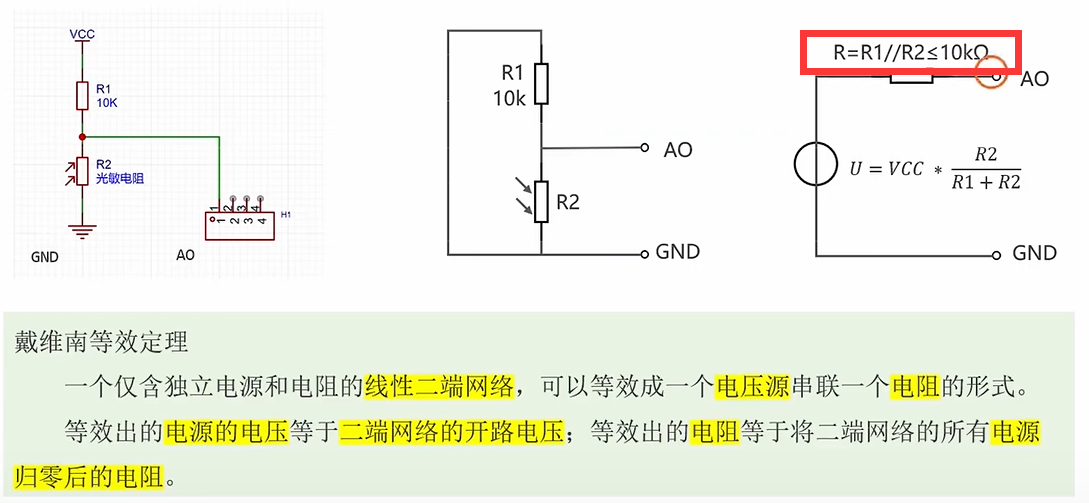 VCC
R1
10K
R2
光敏电阻
1
2
3
4
1
2
3
4
H1
GND
AO
R1
10k
AO
R2
GND
R=R1//R2≤10kΩ
AO
U = VCC * R2
R1 + R2
GND
戴维南等效定理
一个仅含独立电源和电阻的线性二端网络，可以等效成一个电压源串联一个电阻的形式。
等效出的电源的电压等于二端网络的开路电压；等效出的电阻等于将二端网络的所有电源
归零后的电阻。